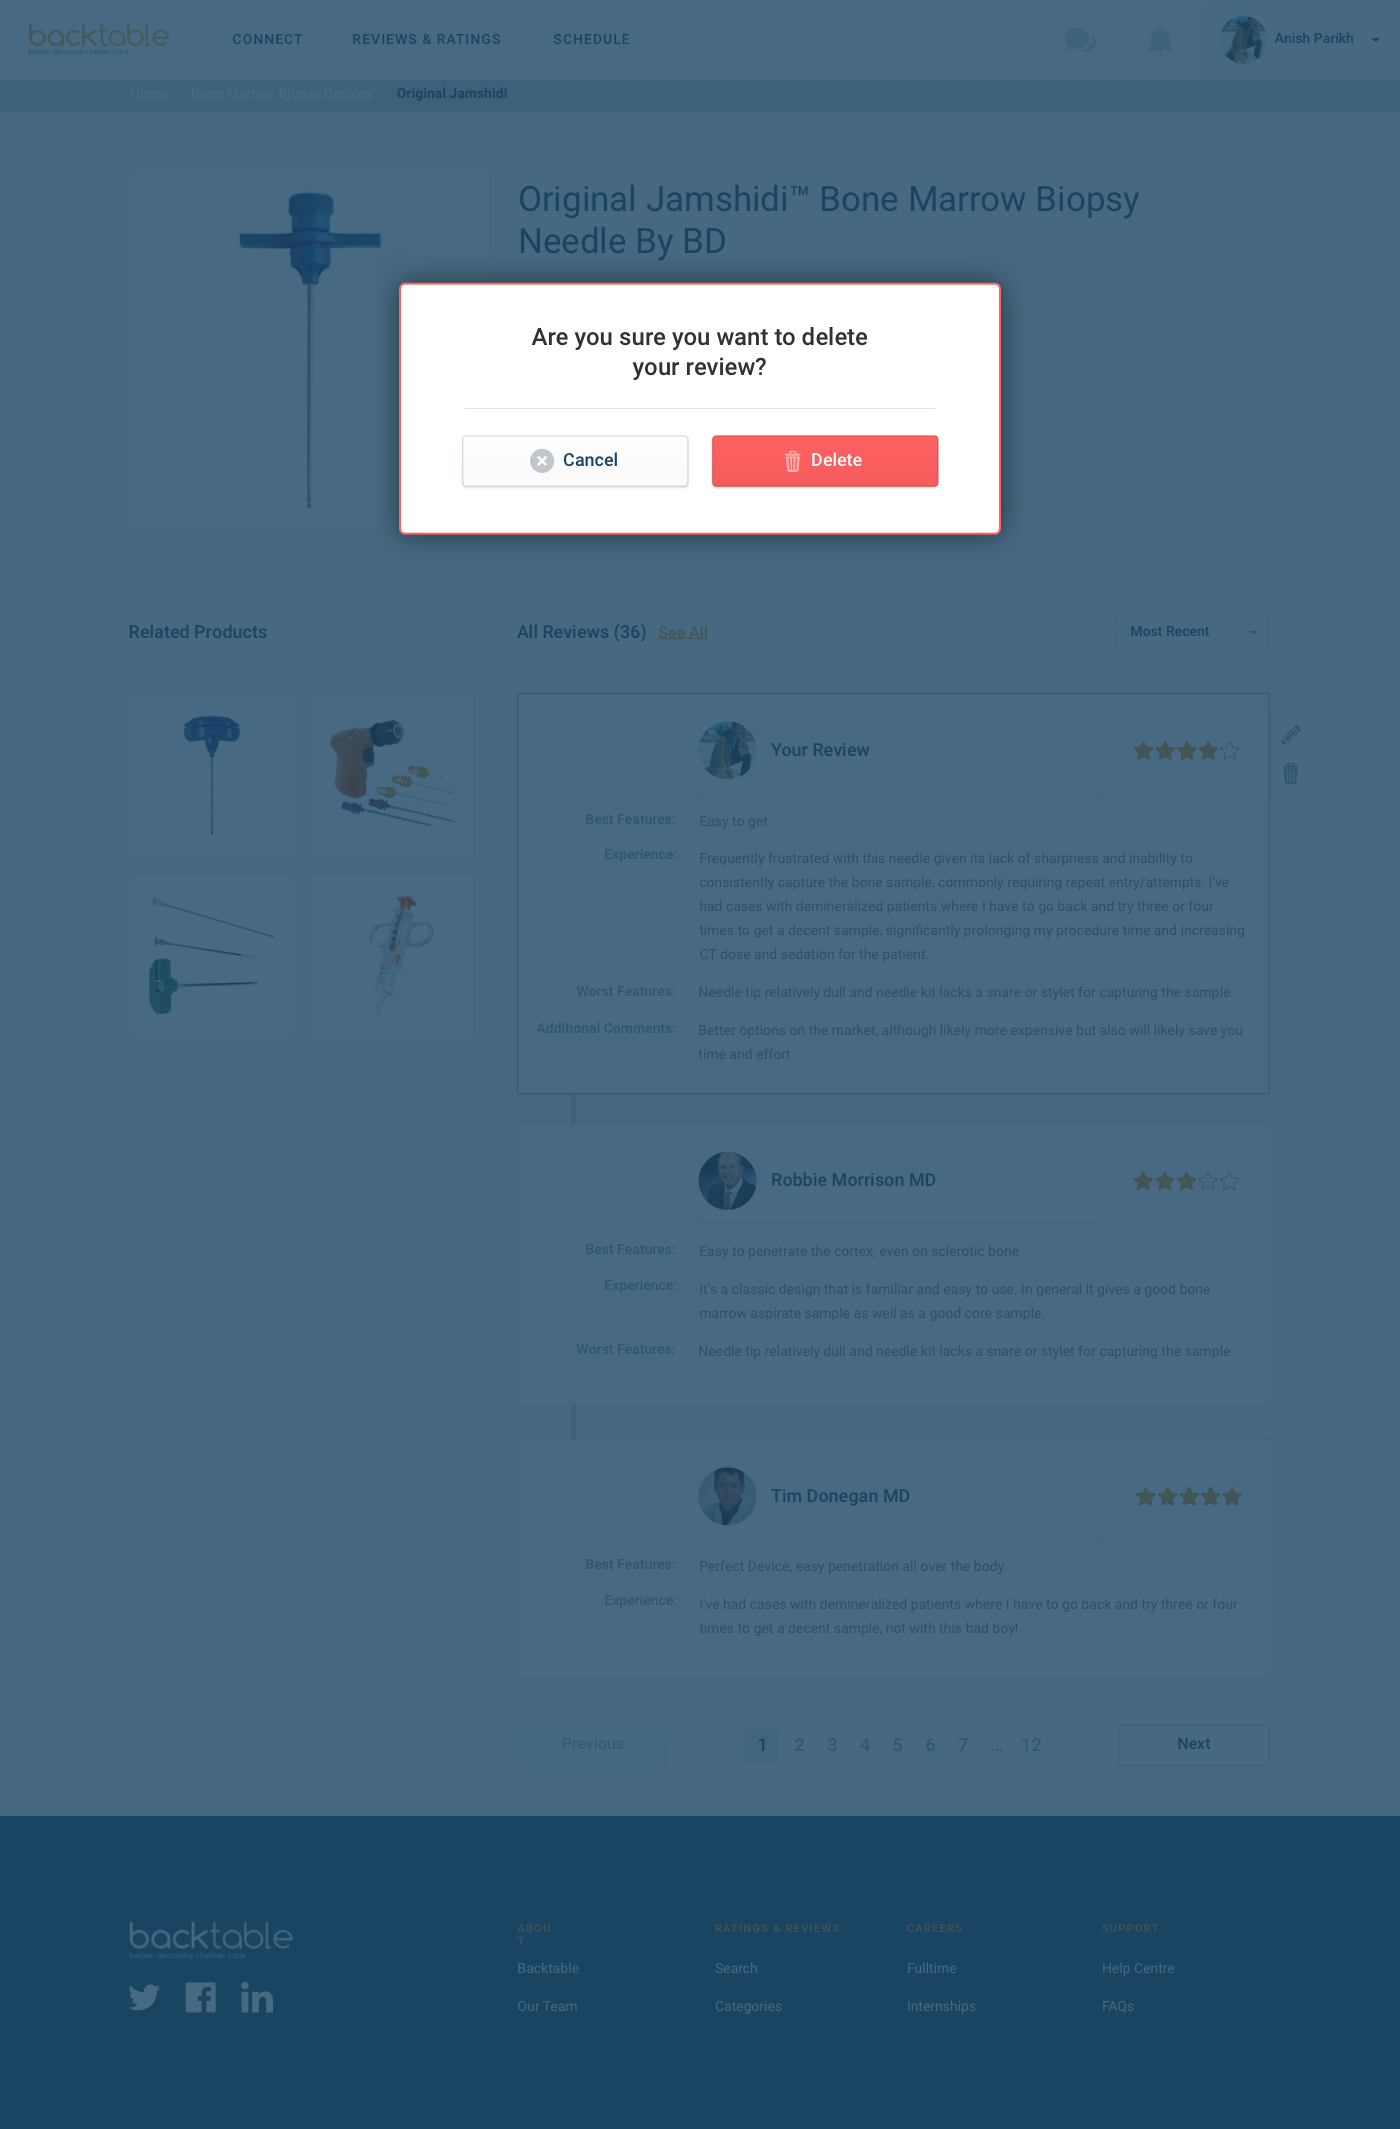 backtable
better decisions • better care
CONNECT
REVIEWS & RATINGS
SCHEDULE
Anish Parikh
Home
Bone Marrow Biopsy Devices
Original Jamshidi
Original Jamshidi™ Bone Marrow Biopsy
Needle By BD
Are you sure you want to delete
your review?
Cancel
Delete
Related Products
All Reviews (36) See All
Most Recent
Your Review
Best Features: Easy to get.
Experience: Frequently frustrated with this needle given its lack of sharpness and inability to
consistently capture the bone sample, commonly requiring repeat entry/attempts. I've
had cases with demineralized patients where I have to go back and try three or four
times to get a decent sample, significantly prolonging my procedure time and increasing
CT dose and sedation for the patient.
Worst Features: Needle tip relatively dull and needle kit lacks a snare or stylet for capturing the sample.
Additional Comments: Better options on the market, although likely more expensive but also will likely save you
time and effort.
Robbie Morrison MD
Best Features: Easy to penetrate the cortex, even on sclerotic bone
Experience: It's a classic design that is familiar and easy to use. In general it gives a good bone
marrow aspirate sample as well as a good core sample.
Worst Features: Needle tip relatively dull and needle kit lacks a snare or stylet for capturing the sample.
Tim Donegan MD
Best Features: Perfect Device, easy penetration all over the body.
Experience: I've had cases with demineralized patients where I have to go back and try three or four
times to get a decent sample, not with this bad boy!
Previous
1 2 3 4 5 6 7 ... 12
Next
backtable
better decisions • better care
ABOU
T
Backtable
Our Team
RATINGS & REVIEWS
Search
Categories
CAREERS
Fulltime
Internships
SUPPORT
Help Centre
FAQs